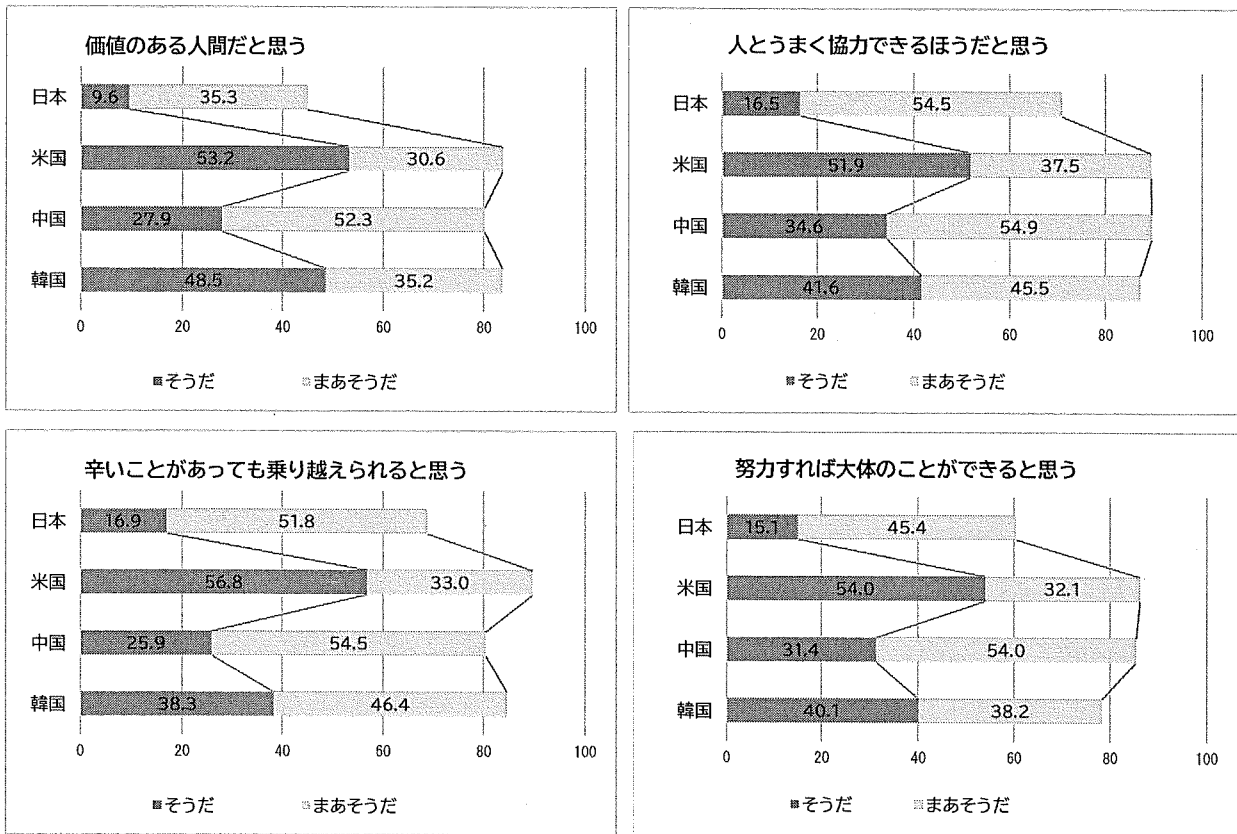 価値のある人間だと思う
日本 9.6 35.3
米国 53.2 30.6
中国 27.9 52.3
韓国 48.5 35.2
0 20 40 60 80 100
■そうだ ■まあそうだ
人とうまく協力できるほうだと思う
日本 16.5 54.5
米国 51.9 37.5
中国 34.6 54.9
韓国 41.6 45.5
0 20 40 60 80 100
■そうだ ■まあそうだ
辛いことがあっても乗り越えられると思う
日本 16.9 51.8
米国 56.8 33.0
中国 25.9 54.5
韓国 38.3 46.4
0 20 40 60 80 100
■そうだ ■まあそうだ
努力すれば大体のことができると思う
日本 15.1 45.4
米国 54.0 32.1
中国 31.4 54.0
韓国 40.1 38.2
0 20 40 60 80 100
■そうだ ■まあそうだ